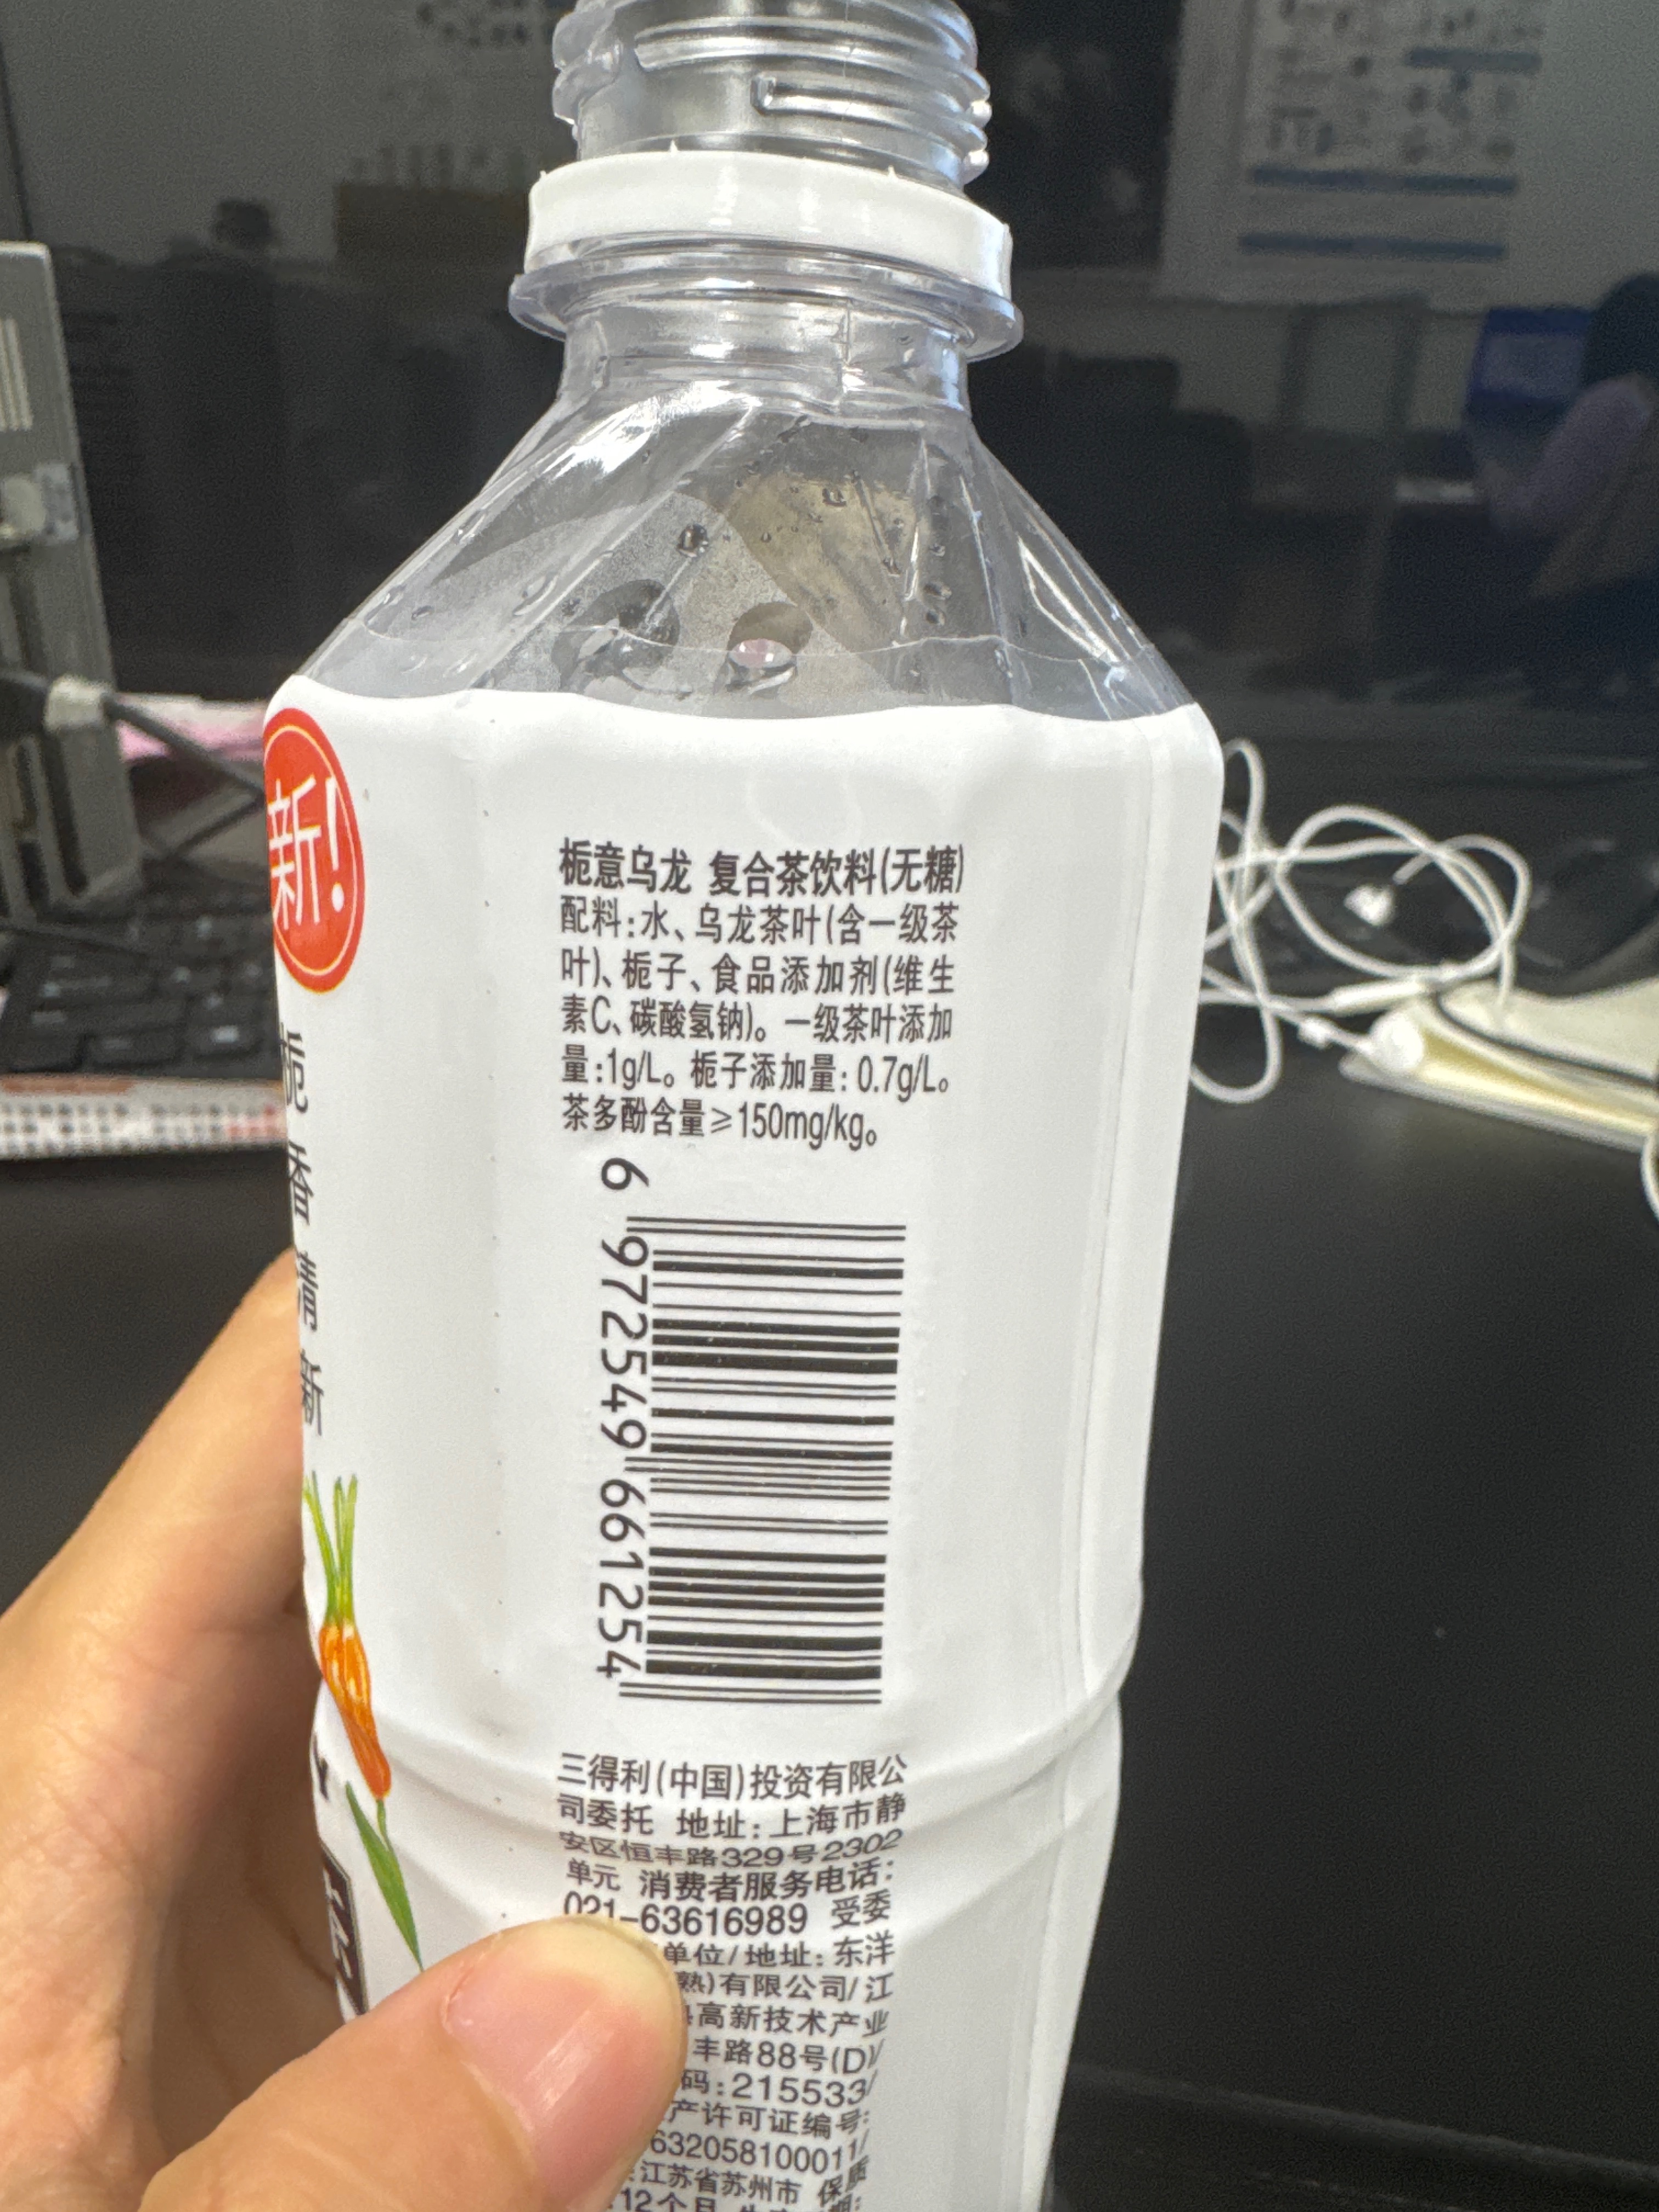 新!
栀香清新
栀意乌龙 复合茶饮料(无糖)
配料:水、乌龙茶叶(含一级茶
叶)、栀子、食品添加剂(维生
素C、碳酸氢钠)。一级茶叶添加
量:1g/L。栀子添加量:0.7g/L。
茶多酚含量≥150mg/kg。
6 972549 661254
三得利(中国)投资有限公
司委托 地址:上海市静
安区恒丰路329号2302
单元 消费者服务电话:
021-63616989 受委
单位/地址:东洋
熟)有限公司/江
高新技术产业
丰路88号(D)/
码:215533/
产许可证编号:
632058100011/
江苏省苏州市 保质
12个月